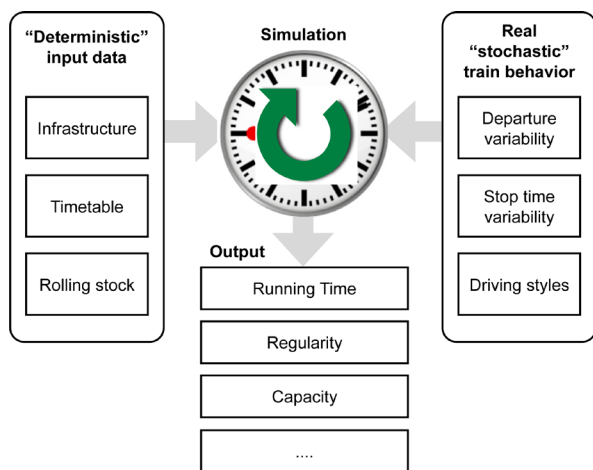 “Deterministic”
input data
Infrastructure
Timetable
Rolling stock
Simulation
Real
“stochastic”
train behavior
Departure
variability
Stop time
variability
Driving styles
Output
Running Time
Regularity
Capacity
....